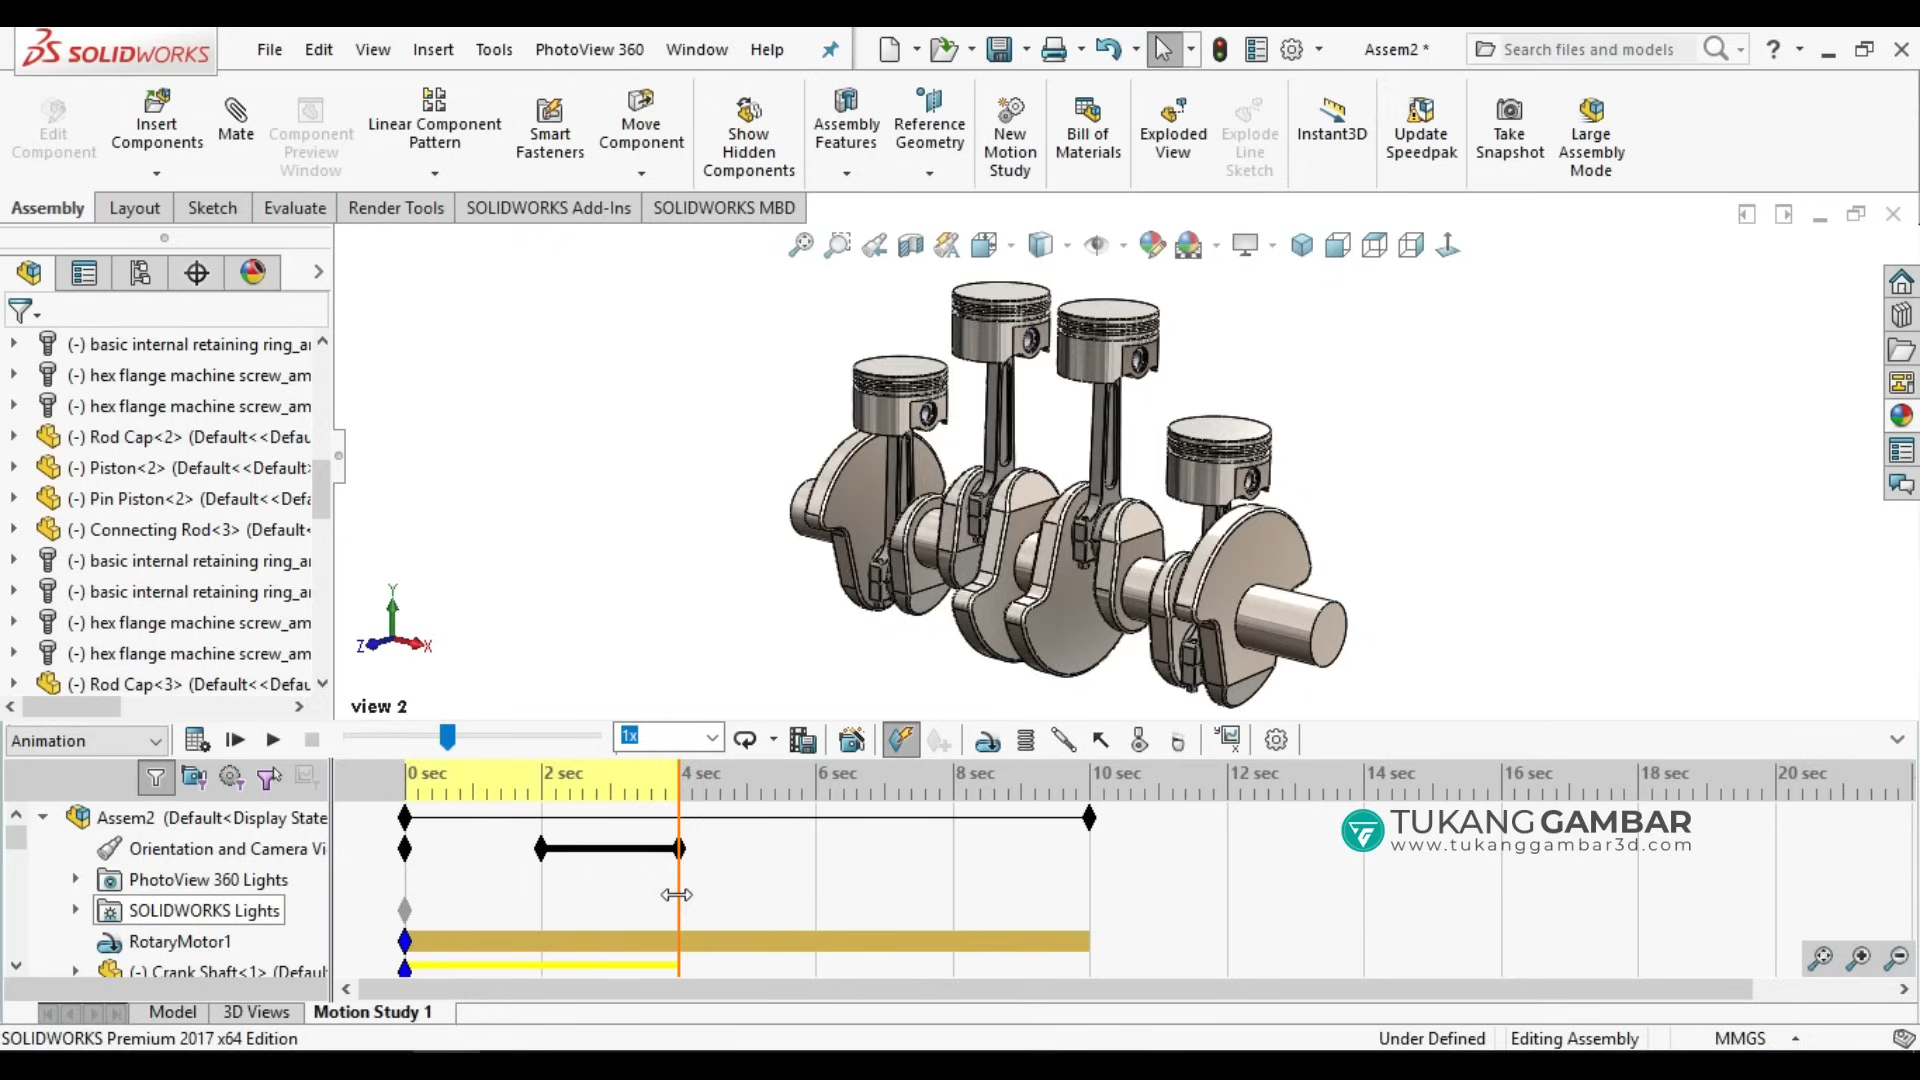 SOLIDWORKS
File Edit View Insert Tools PhotoView 360 Window Help
Assem2 *
Search files and models
?
Edit Component
Insert Components
Mate
Component Preview Window
Linear Component Pattern
Smart Fasteners
Move Component
Show Hidden Components
Assembly Features
Reference Geometry
New Motion Study
Bill of Materials
Exploded View
Explode Line Sketch
Instant3D
Update Speedpak
Take Snapshot
Large Assembly Mode
Assembly Layout Sketch Evaluate Render Tools SOLIDWORKS Add-Ins SOLIDWORKS MBD
(-) basic internal retaining ring_a
(-) hex flange machine screw_am
(-) hex flange machine screw_am
(-) Rod Cap<2> (Default<<Defau
(-) Piston<2> (Default<<Default
(-) Pin Piston<2> (Default<<Defa
(-) Connecting Rod<3> (Default<
(-) basic internal retaining ring_a
(-) basic internal retaining ring_a
(-) hex flange machine screw_am
(-) hex flange machine screw_am
(-) Rod Cap<3> (Default<<Defau
Y
Z X
view 2
Animation
1x
0 sec 2 sec 4 sec 6 sec 8 sec 10 sec 12 sec 14 sec 16 sec 18 sec 20 sec
Assem2 (Default<Display State
Orientation and Camera Vi
PhotoView 360 Lights
SOLIDWORKS Lights
RotaryMotor1
(-) Crank Shaft<1> (Defau
TUKANGGAMBAR
www.tukanggambar3d.com
Model 3D Views Motion Study 1
SOLIDWORKS Premium 2017 x64 Edition
Under Defined Editing Assembly MMGS